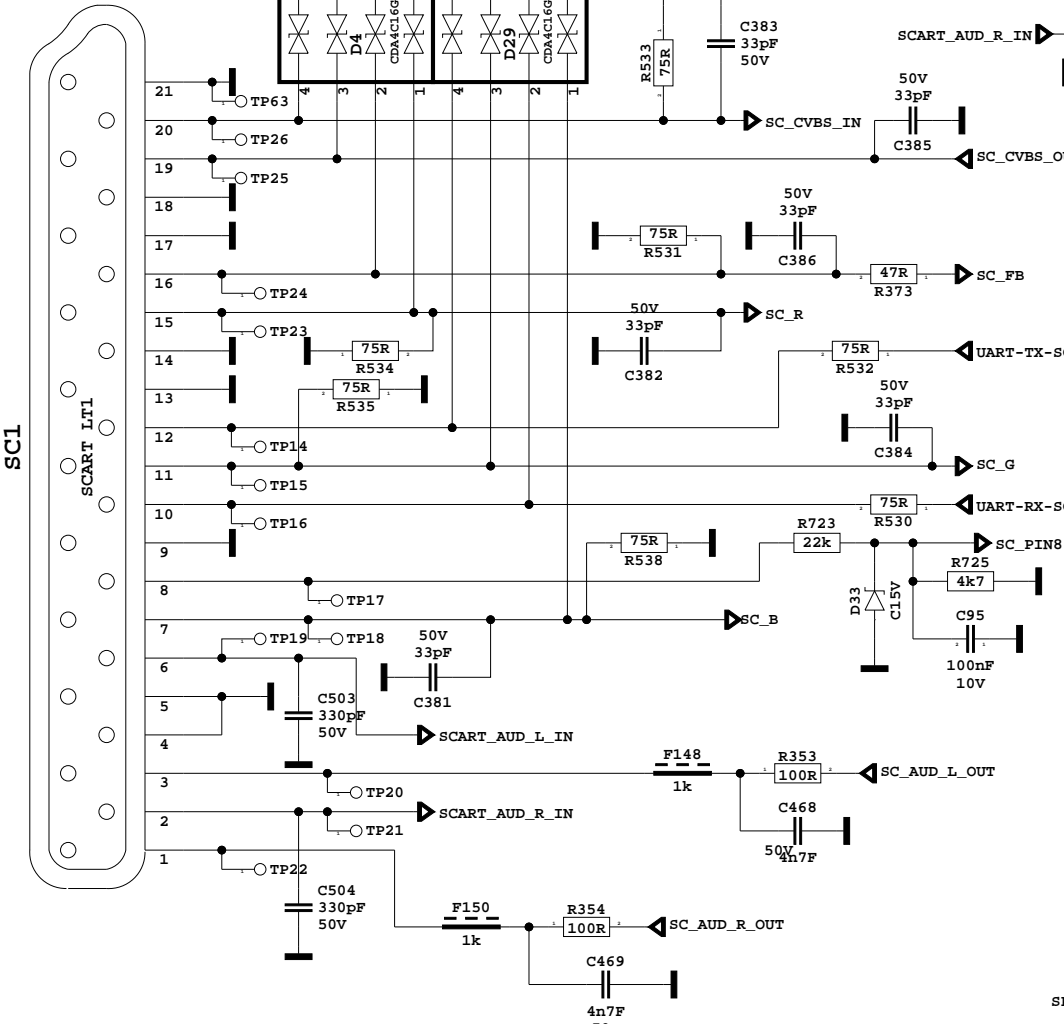 C383
33pF
50V
SCART_AUD_R_IN
D4
CDA4C16G
D29
CDA4C16G
R533
75R
50V
33pF
C385
4
3
2
1
4
3
2
1
21
TP63
20
TP26
SC_CVBS_IN
19
TP25
SC_CVBS_O
18
17
75R
R531
50V
33pF
C386
16
TP24
47R
R373
SC_FB
15
TP23
SC_R
50V
33pF
C382
14
75R
R534
75R
R532
UART-TX-S
13
75R
R535
50V
33pF
C384
12
TP14
11
TP15
SC_G
10
TP16
75R
R530
UART-RX-S
9
75R
R538
R723
22k
SC_PIN8
R725
4k7
8
TP17
D33
C15V
C95
100nF
10V
7
TP18
SC_B
TP19
6
50V
33pF
C381
5
C503
330pF
50V
4
SCART_AUD_L_IN
3
TP20
F148
1k
R353
100R
SC_AUD_L_OUT
2
TP21
SCART_AUD_R_IN
C468
50V
4n7F
1
TP22
C504
330pF
50V
F150
1k
R354
100R
SC_AUD_R_OUT
C469
4n7F
SC1
SCART LT1